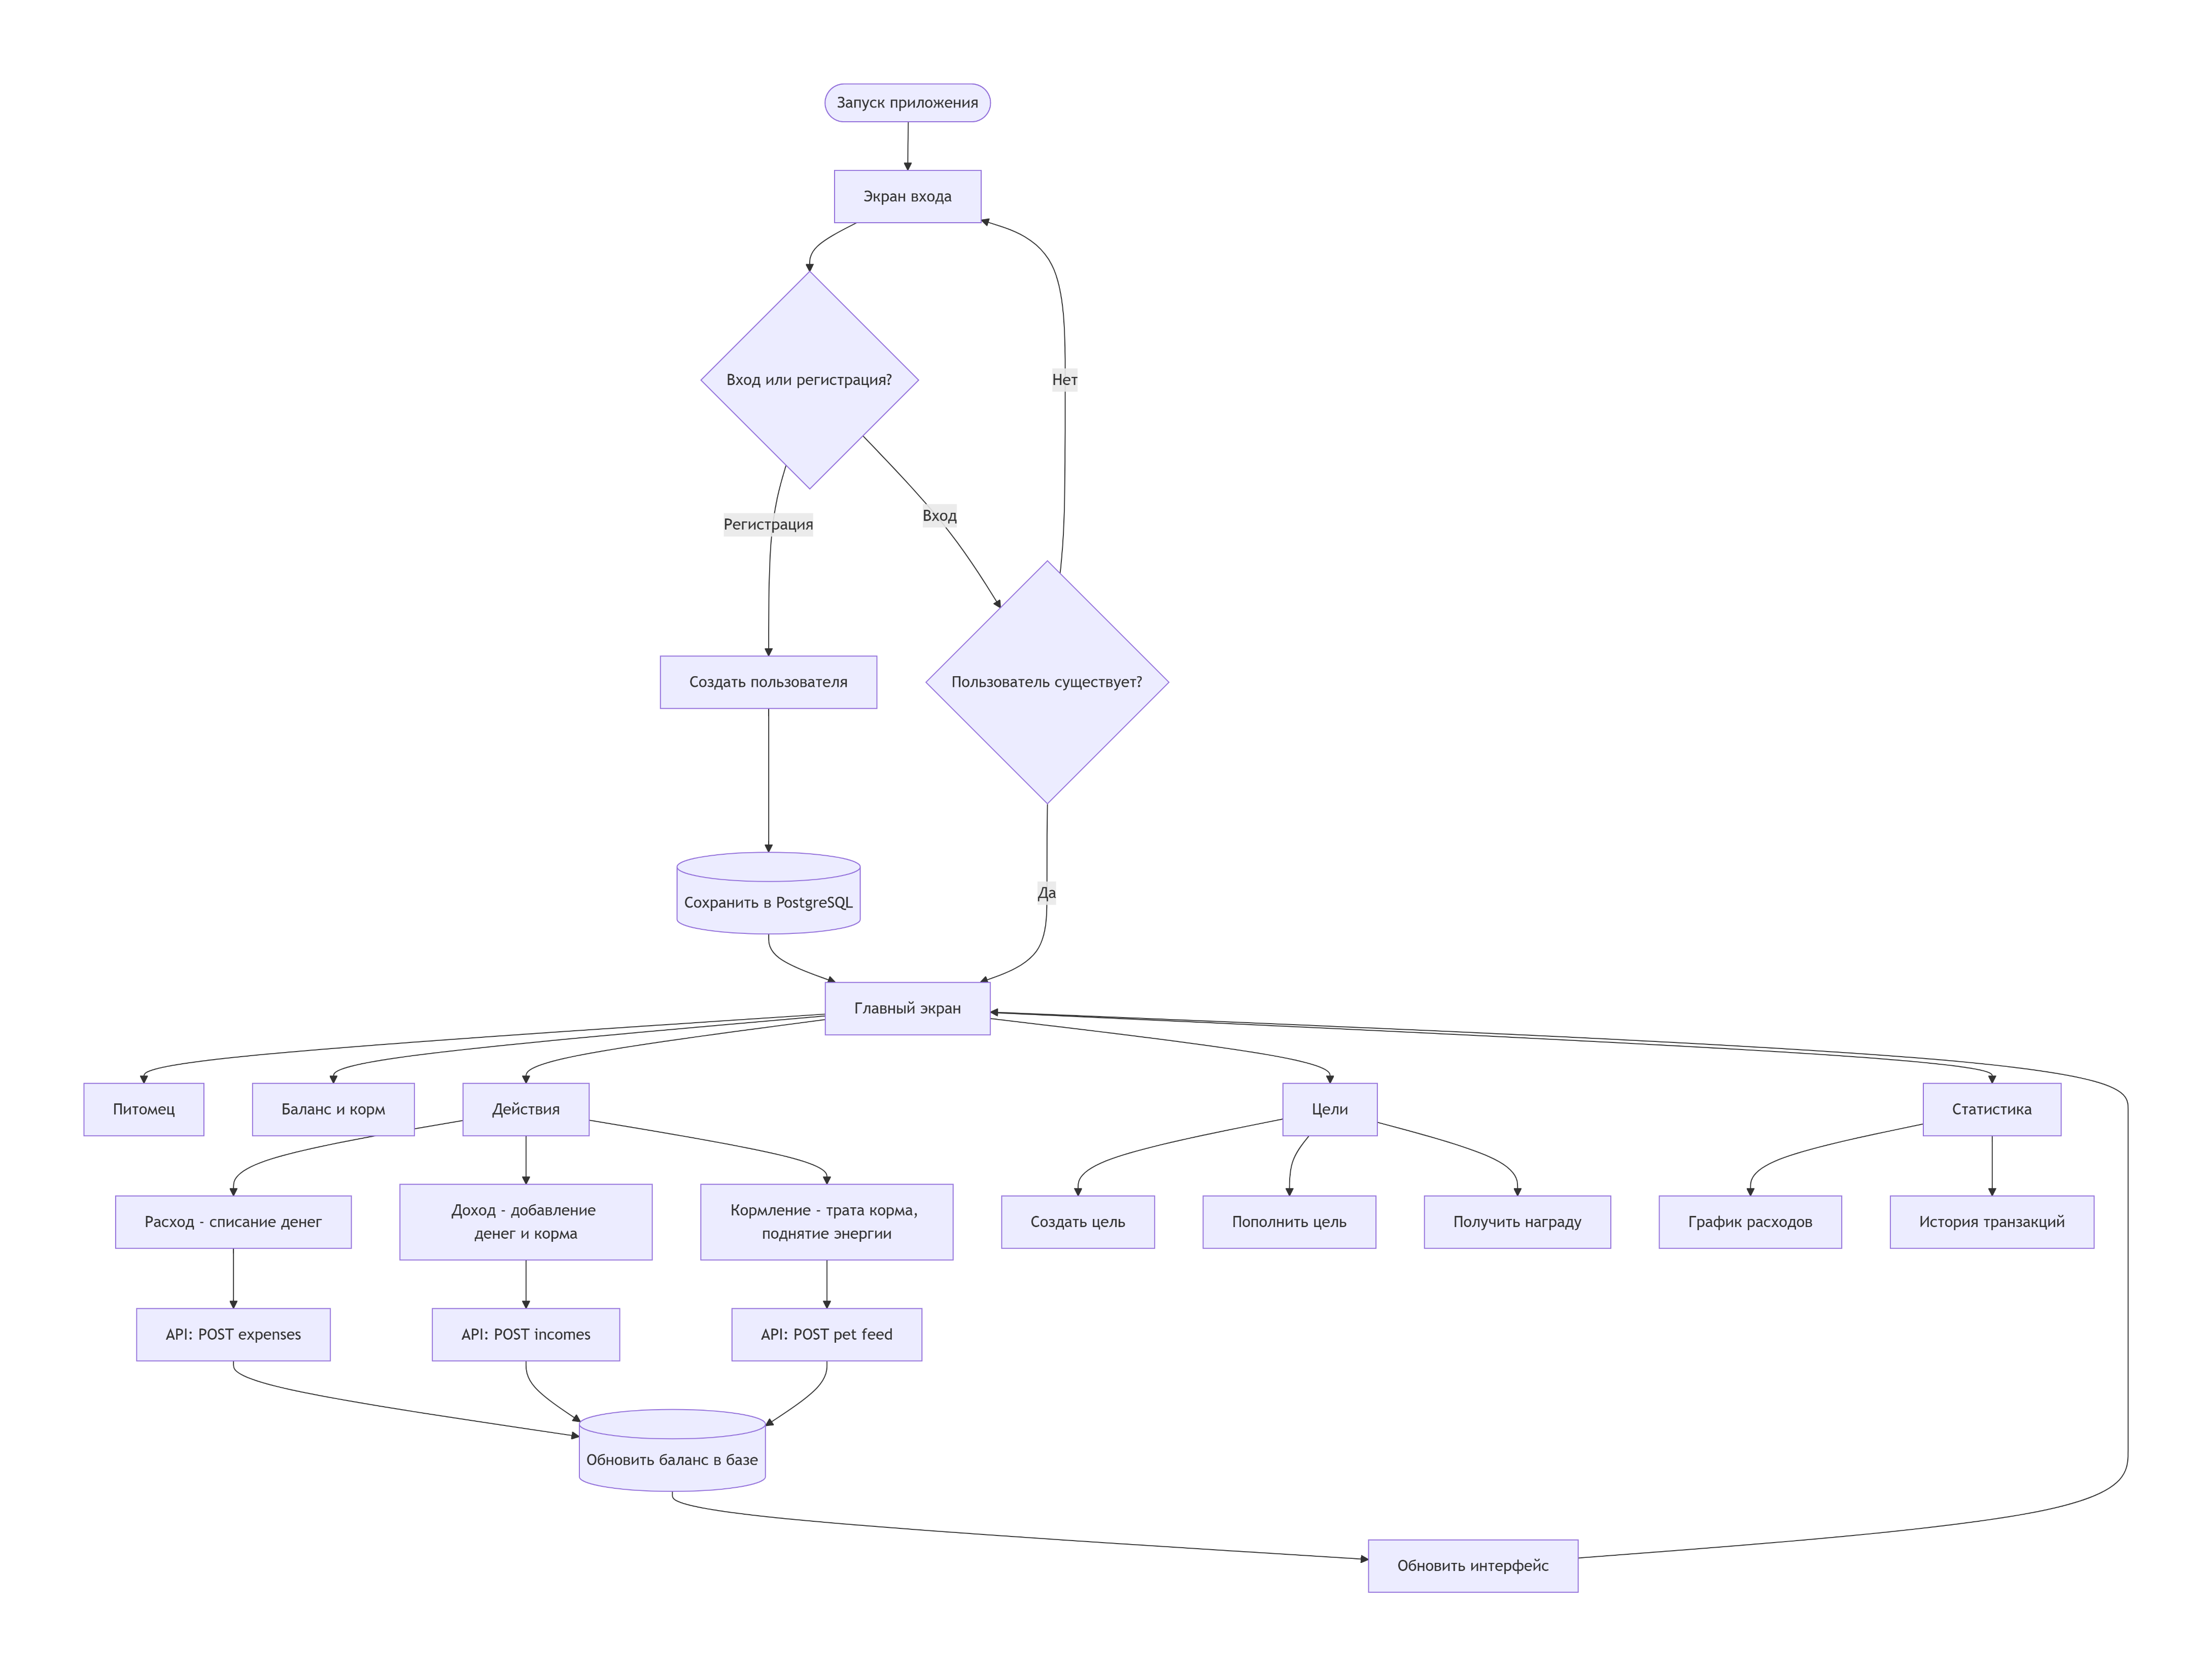 Запуск приложения
Экран входа
Вход или регистрация?
Нет
Регистрация
Вход
Создать пользователя
Пользователь существует?
Сохранить в PostgreSQL
Да
Главный экран
Питомец
Баланс и корм
Действия
Цели
Статистика
Расход - списание денег
Доход - добавление
денег и корма
Кормление - трата корма,
поднятие энергии
Создать цель
Пополнить цель
Получить награду
График расходов
История транзакций
API: POST expenses
API: POST incomes
API: POST pet feed
Обновить баланс в базе
Обновить интерфейс